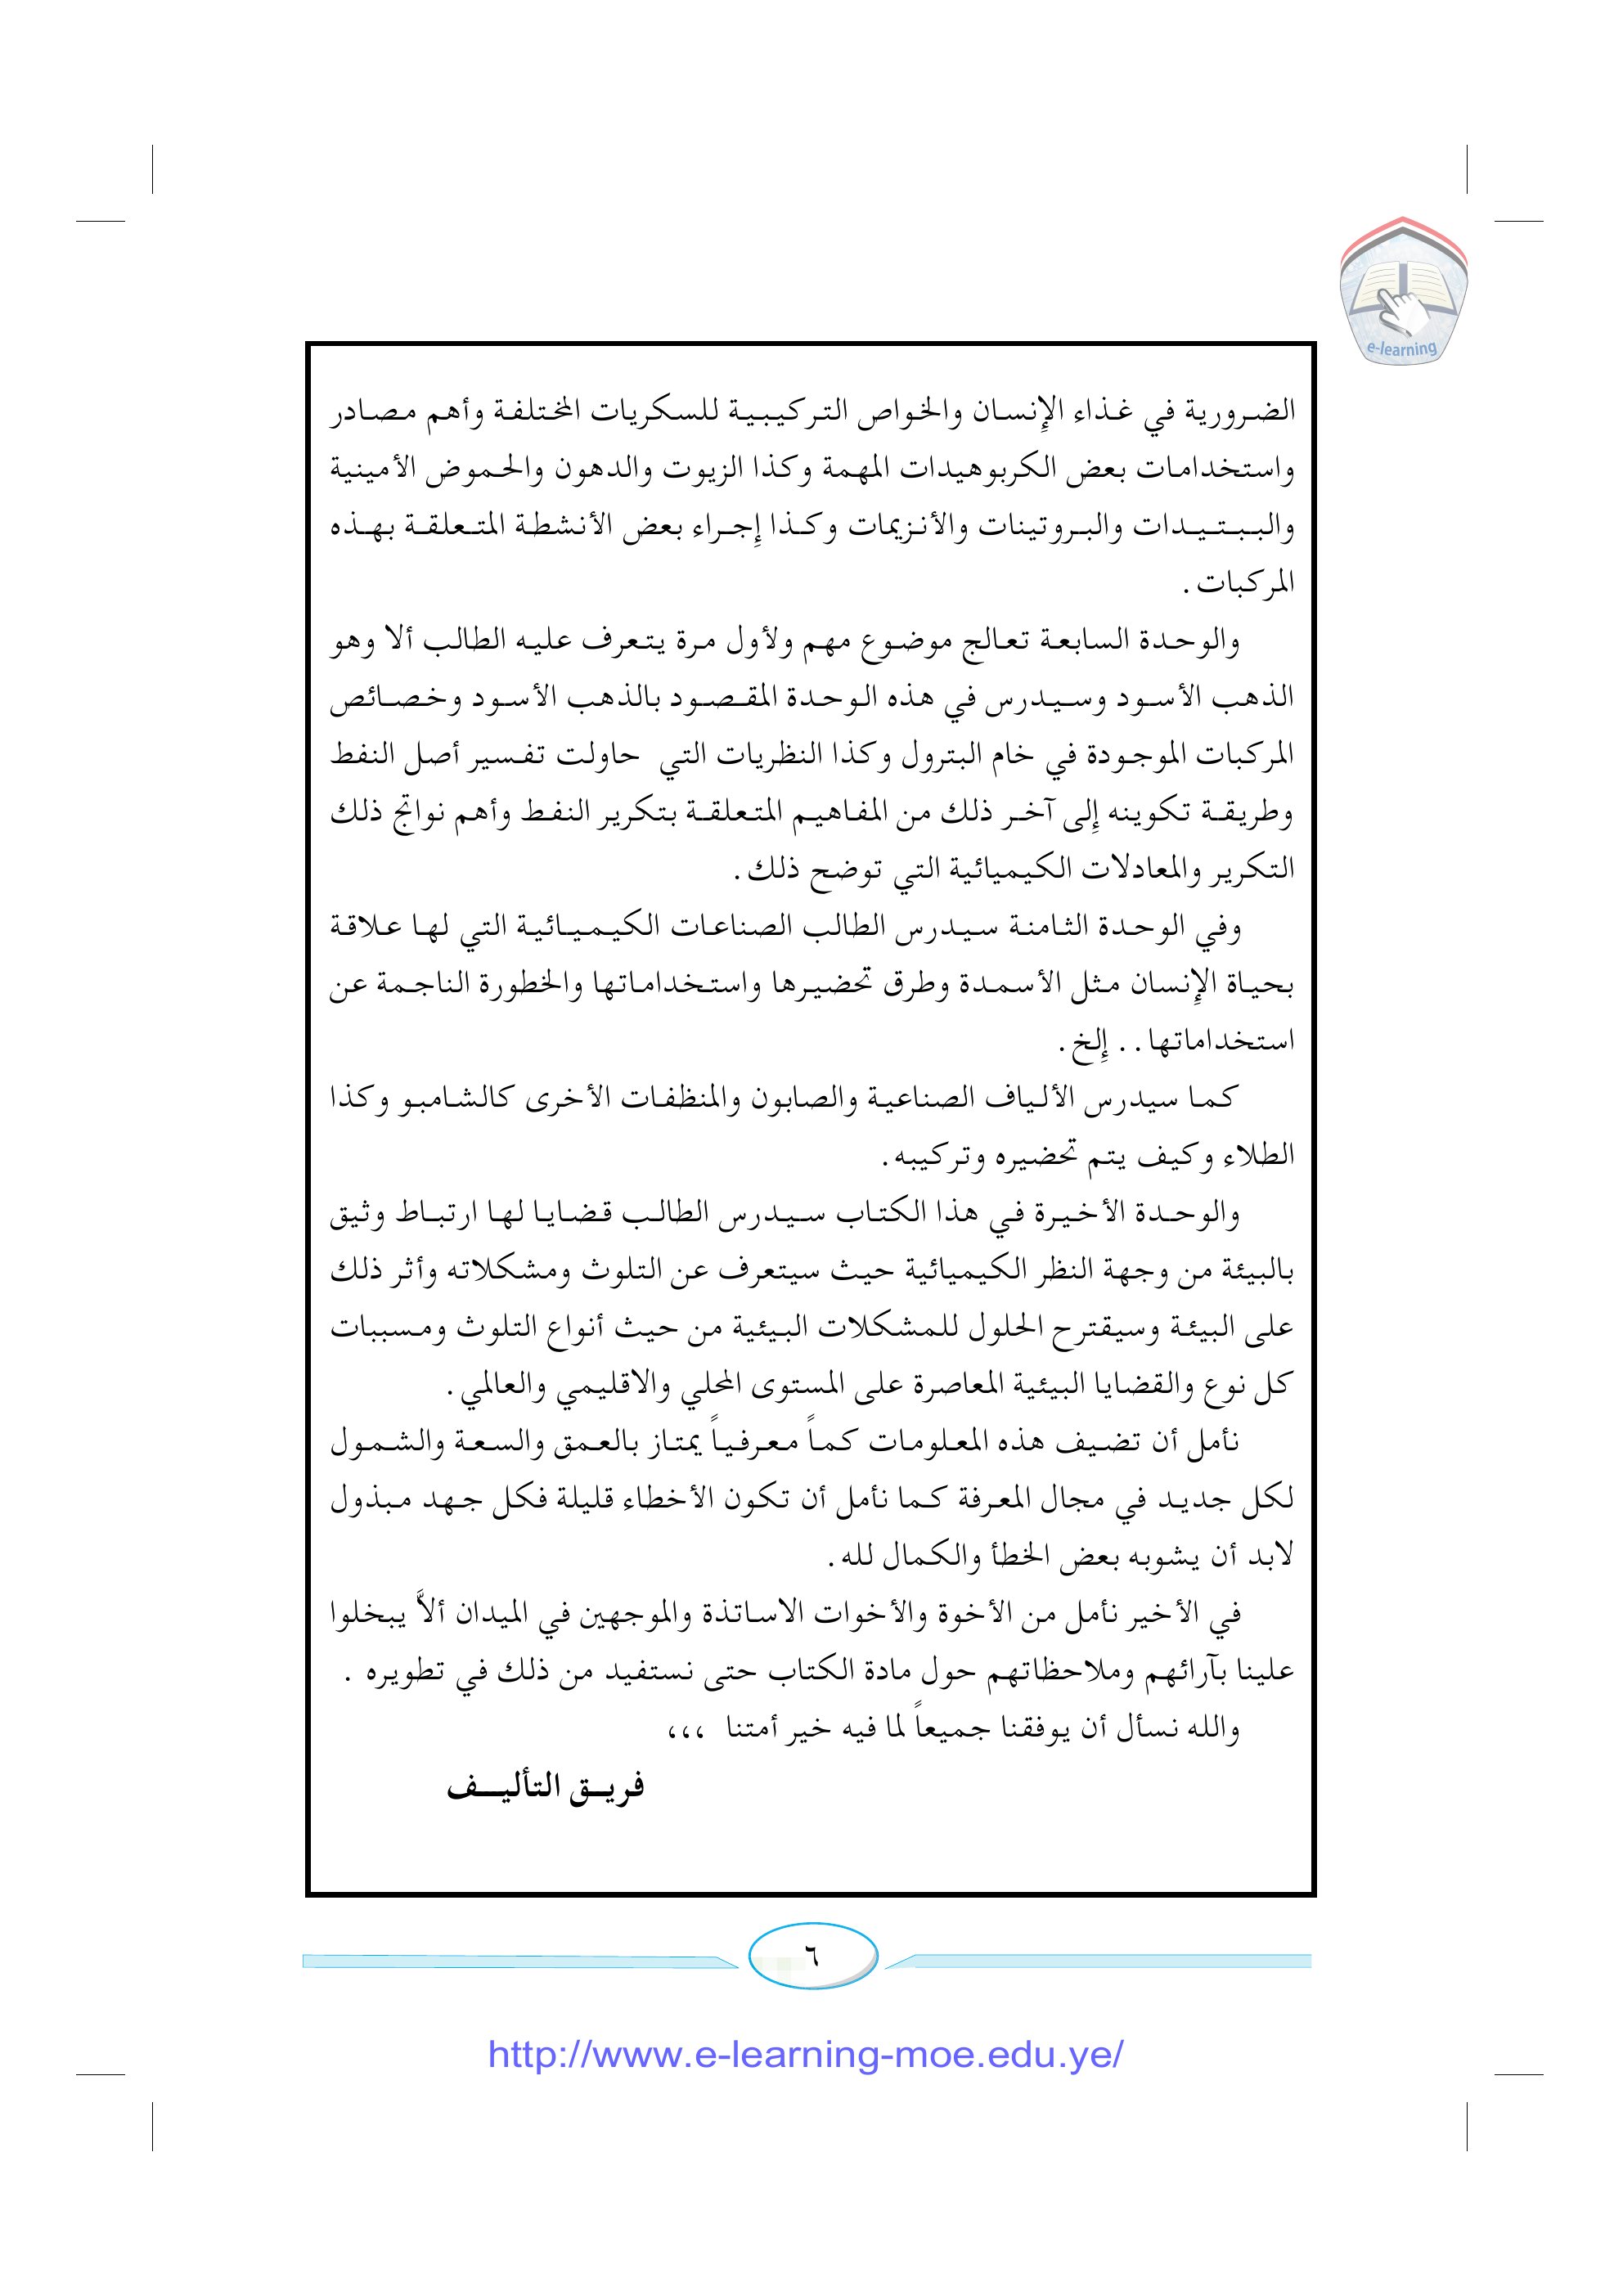 e-learning
الضرورية في غذاء الإنسان والخواص التركيبية للسكريات المختلفة وأهم مصادر
واستخدامات بعض الكربوهيدات المهمة وكذا الزيوت والدهون والحموض الأمينية
والببتيدات والبروتينات والأنزيمات وكذا إجراء بعض الأنشطة المتعلقة بهذه
المركبات .
والوحدة السابعة تعالج موضوع مهم ولأول مرة يتعرف عليه الطالب ألا وهو
الذهب الأسود وسيدرس في هذه الوحدة المقصود بالذهب الأسود وخصائص
المركبات الموجودة في خام البترول وكذا النظريات التي حاولت تفسير أصل النفط
وطريقة تكوينه إلى آخر ذلك من المفاهيم المتعلقة بتكرير النفط وأهم نواتج ذلك
التكرير والمعادلات الكيميائية التي توضح ذلك .
وفي الوحدة الثامنة سيدرس الطالب الصناعات الكيميائية التي لها علاقة
بحياة الإنسان مثل الأسمدة وطرق تحضيرها واستخداماتها والخطورة الناجمة عن
استخداماتها . . إلخ .
كما سيدرس الألياف الصناعية والصابون والمنظفات الأخرى كالشامبو وكذا
الطلاء وكيف يتم تحضيره وتركيبه .
والوحدة الأخيرة في هذا الكتاب سيدرس الطالب قضايا لها ارتباط وثيق
بالبيئة من وجهة النظر الكيميائية حيث سيتعرف عن التلوث ومشكلاته وأثر ذلك
على البيئة وسيقترح الحلول للمشكلات البيئية من حيث أنواع التلوث ومسببات
كل نوع والقضايا البيئية المعاصرة على المستوى المحلي والاقليمي والعالمي .
نأمل أن تضيف هذه المعلومات كماً معرفياً يمتاز بالعمق والسعة والشمول
لكل جديد في مجال المعرفة كما نأمل أن تكون الأخطاء قليلة فكل جهد مبذول
لابد أن يشوبه بعض الخطأ والكمال لله .
في الأخير نأمل من الأخوة والأخوات الاساتذة والموجهين في الميدان ألاَّ يبخلوا
علينا بآرائهم وملاحظاتهم حول مادة الكتاب حتى نستفيد من ذلك في تطويره .
والله نسأل أن يوفقنا جميعاً لما فيه خير أمتنا ،،،
فريــق التأليـــف
٦
http://www.e-learning-moe.edu.ye/